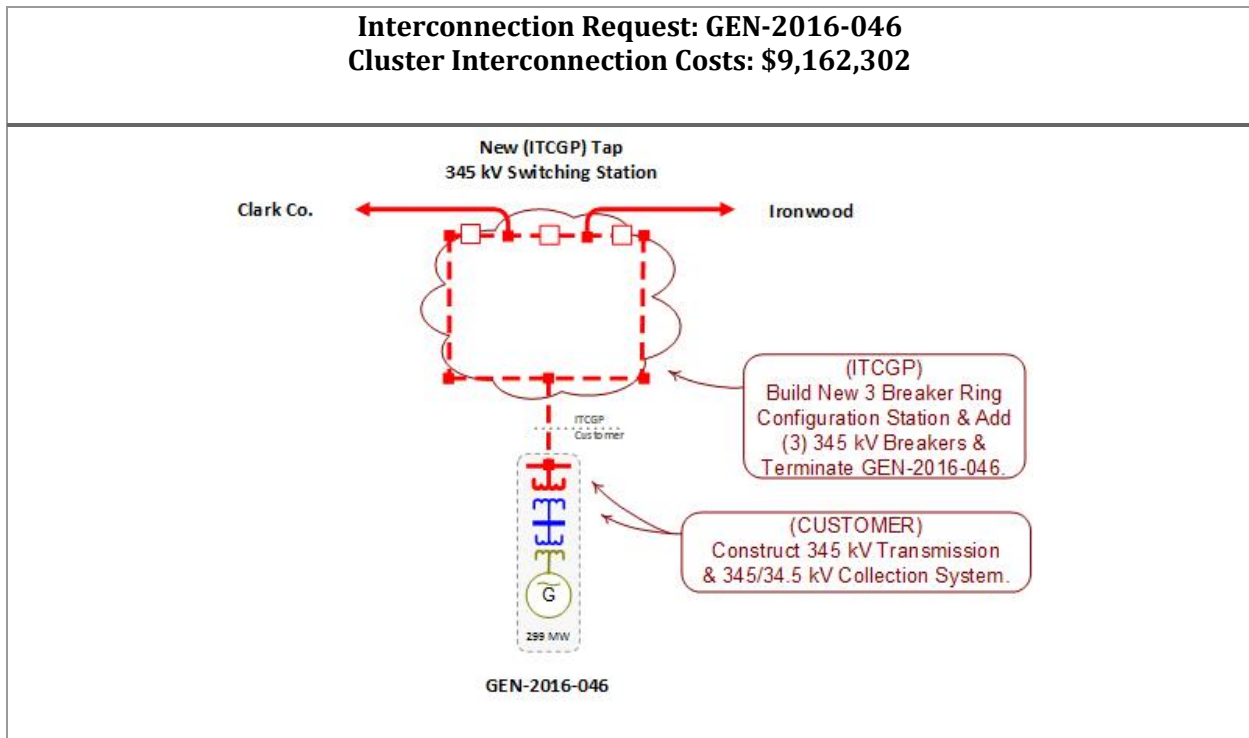 Interconnection Request: GEN-2016-046
Cluster Interconnection Costs: $9,162,302
New (ITCGP) Tap
345 kV Switching Station
Clark Co.
Ironwood
(ITCGP)
Build New 3 Breaker Ring
Configuration Station & Add
(3) 345 kV Breakers &
Terminate GEN-2016-046.
ITCGP
Customer
(CUSTOMER)
Construct 345 kV Transmission
& 345/34.5 kV Collection System.
G
299 MW
GEN-2016-046